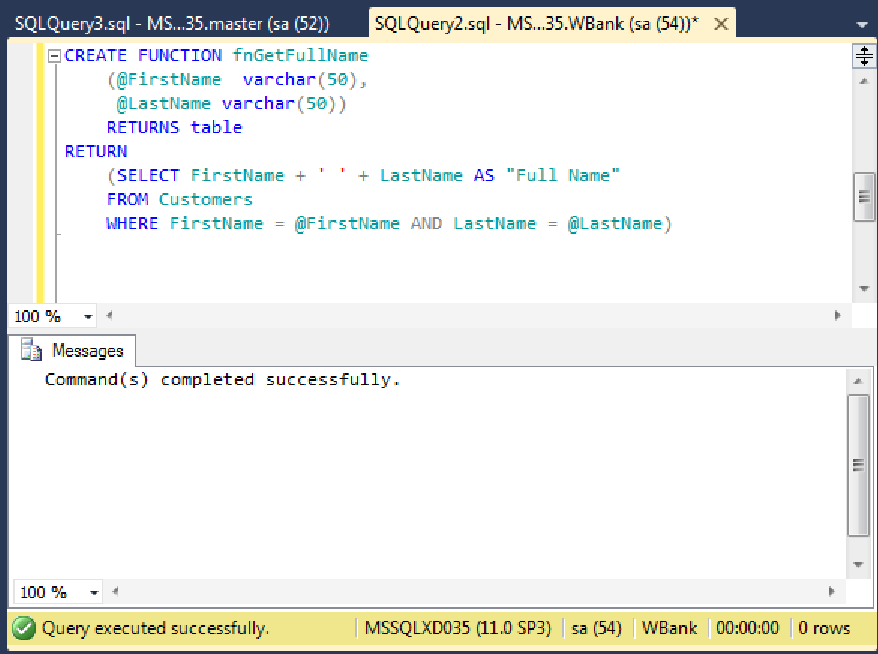 SQLQuery3.sql - MS...35.master (sa (52))
SQLQuery2.sql - MS...35.WBank (sa (54))*
CREATE FUNCTION fnGetFullName
(@FirstName  varchar(50),
@LastName varchar(50))
RETURNS table
RETURN
(SELECT FirstName + ' ' + LastName AS "Full Name"
FROM Customers
WHERE FirstName = @FirstName AND LastName = @LastName)
100 %
Messages
Command(s) completed successfully.
100 %
Query executed successfully.
MSSQLXD035 (11.0 SP3)
sa (54)
WBank
00:00:00
0 rows